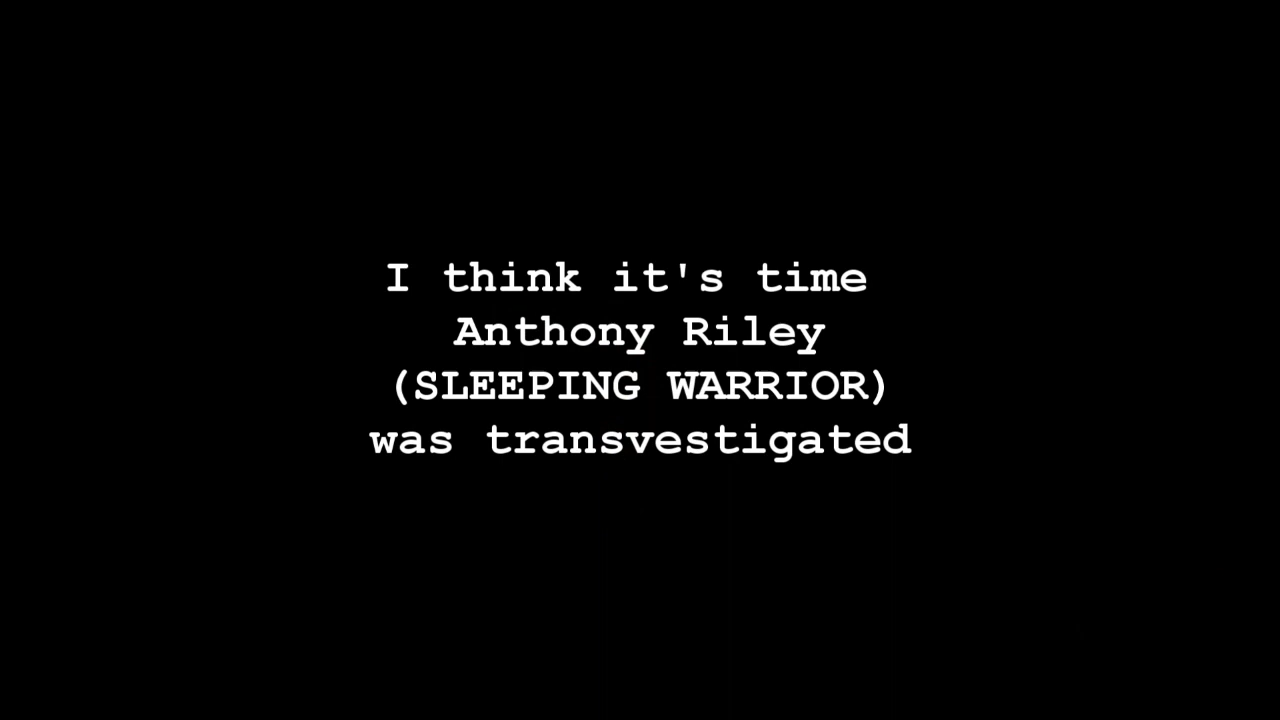 I think it's time
Anthony Riley
(SLEEPING WARRIOR)
was transvestigated